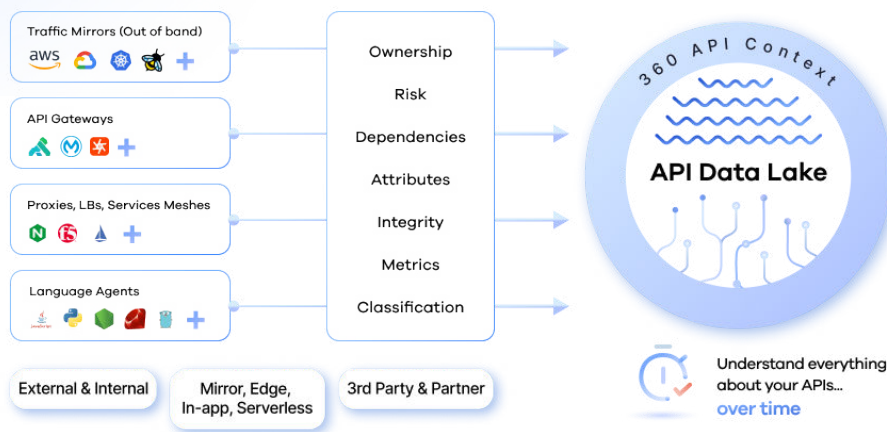 Traffic Mirrors (Out of band)
aws
API Gateways
Proxies, LBs, Services Meshes
N
f5
Language Agents
Ownership
Risk
Dependencies
Attributes
Integrity
Metrics
Classification
360 API Context
API Data Lake
External & Internal
Mirror, Edge,
In-app, Serverless
3rd Party & Partner
Understand everything
about your APIs...
over time